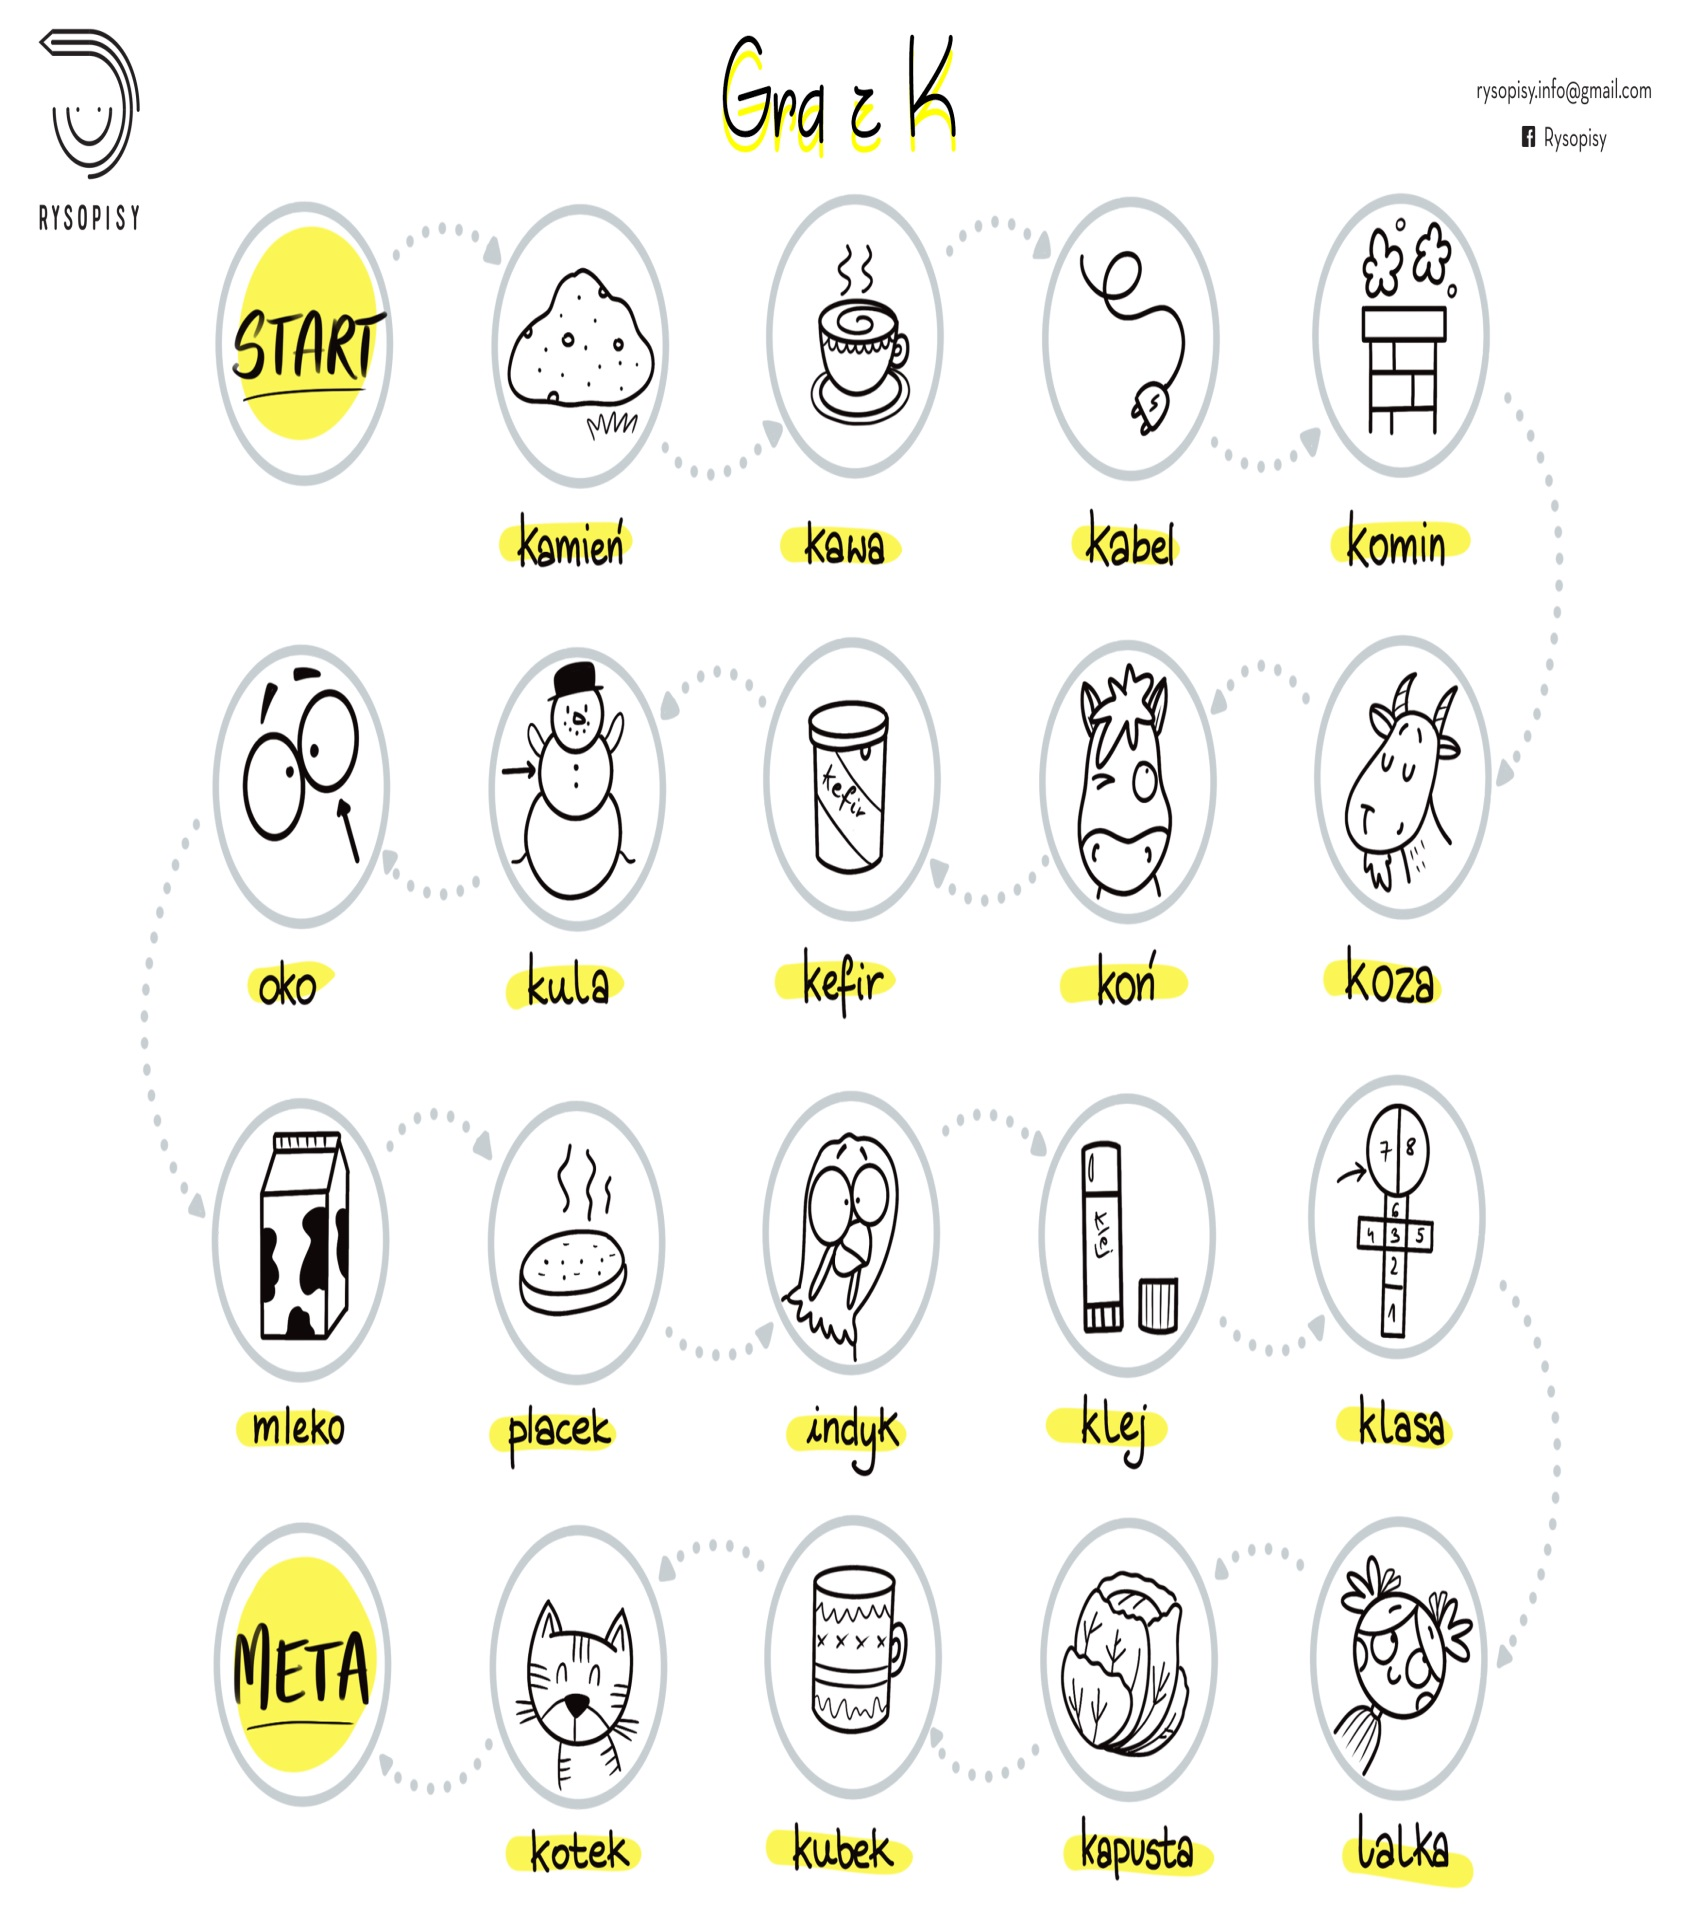 Gra z K
rysopisy.info@gmail.com
Rysopisy
RYSOPISY
START
kamień
kawa
kabel
komin
kefir
oko
kula
kefir
koń
koza
klej
7 8
6
4 3 5
2
1
mleko
placek
indyk
klej
klasa
META
kotek
kubek
kapusta
lalka